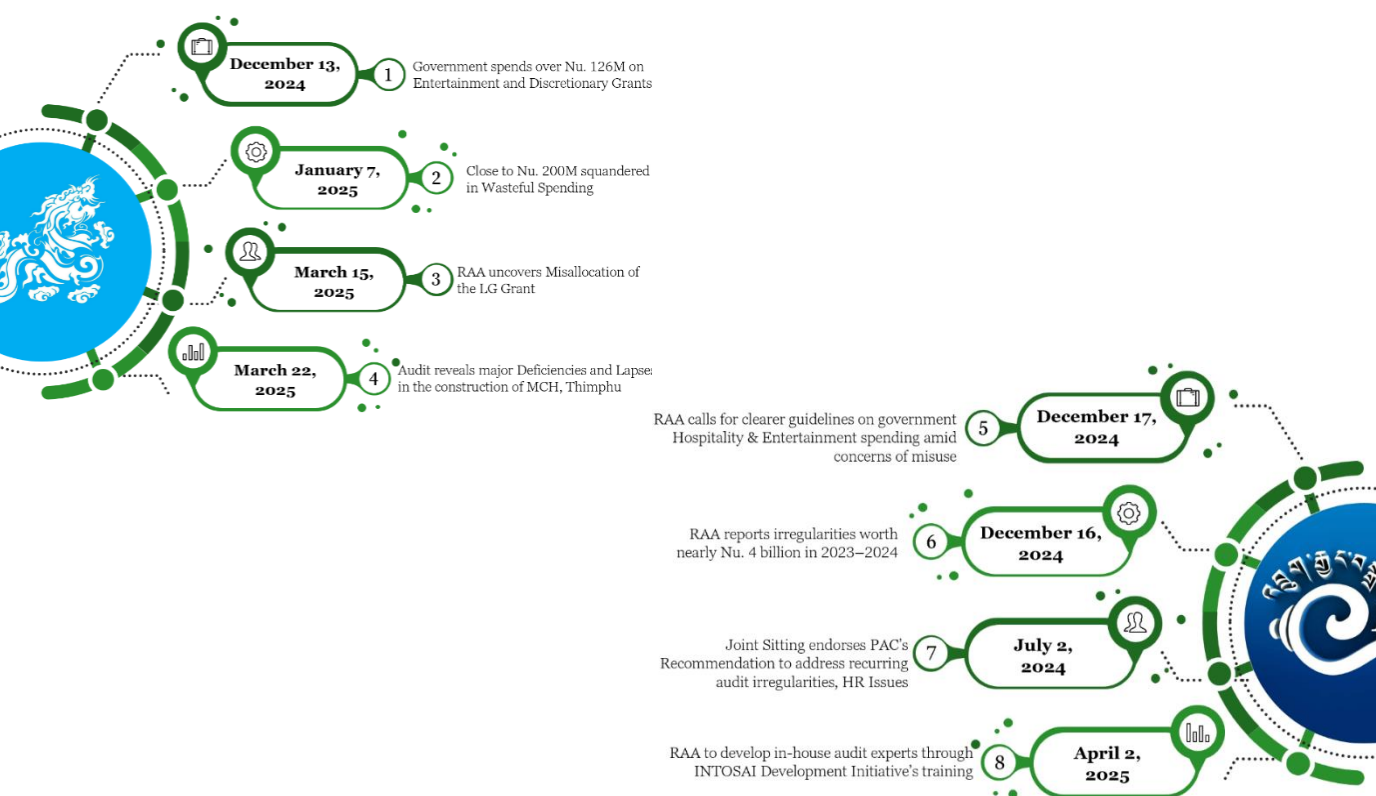 December 13,
2024
1
Government spends over Nu. 126M on
Entertainment and Discretionary Grants
January 7,
2025
2
Close to Nu. 200M squandered
in Wasteful Spending
March 15,
2025
3
RAA uncovers Misallocation of
the LG Grant
March 22,
2025
4
Audit reveals major Deficiencies and Lapses
in the construction of MCH, Thimphu
RAA calls for clearer guidelines on government
Hospitality & Entertainment spending amid
concerns of misuse
5
December 17,
2024
RAA reports irregularities worth
nearly Nu. 4 billion in 2023–2024
6
December 16,
2024
Joint Sitting endorses PAC's
Recommendation to address recurring
audit irregularities, HR Issues
7
July 2,
2024
RAA to develop in-house audit experts through
INTOSAI Development Initiative's training
8
April 2,
2025